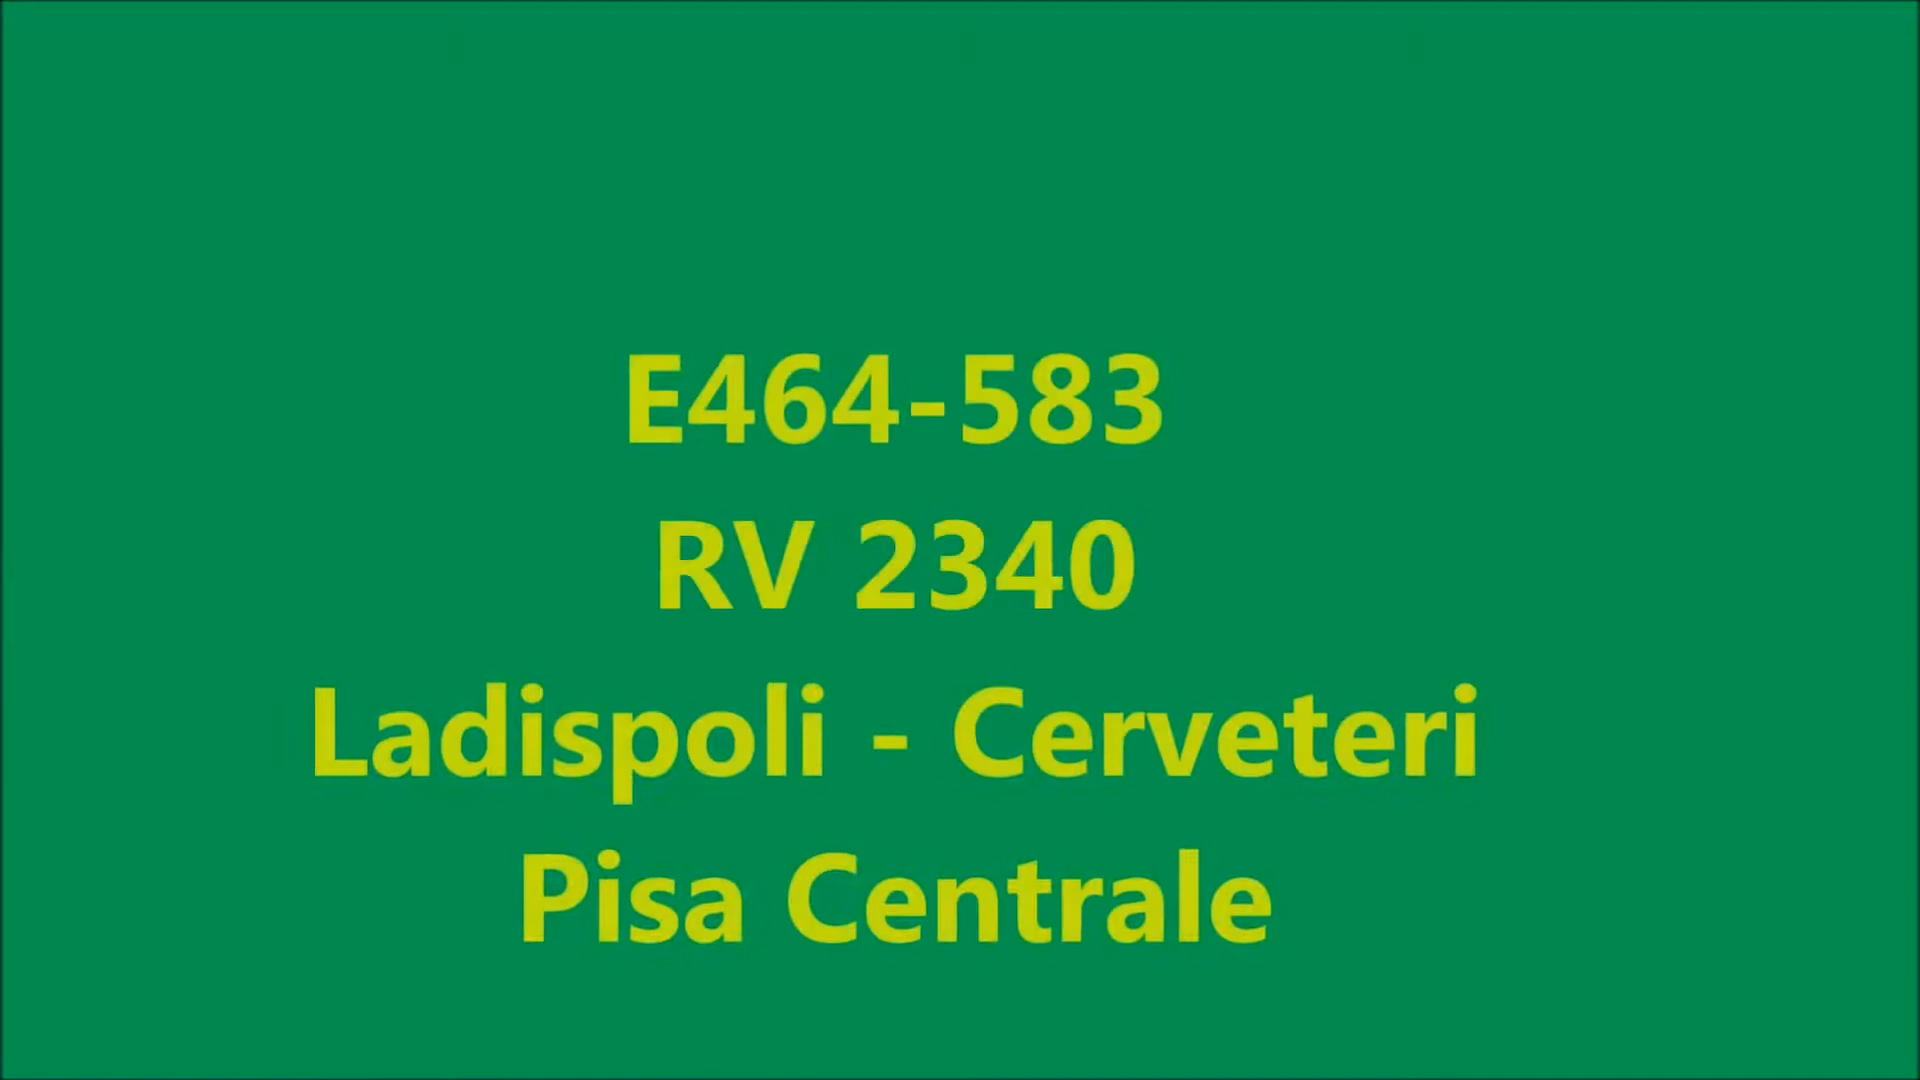 E464-583
RV 2340
Ladispoli - Cerveteri
Pisa Centrale